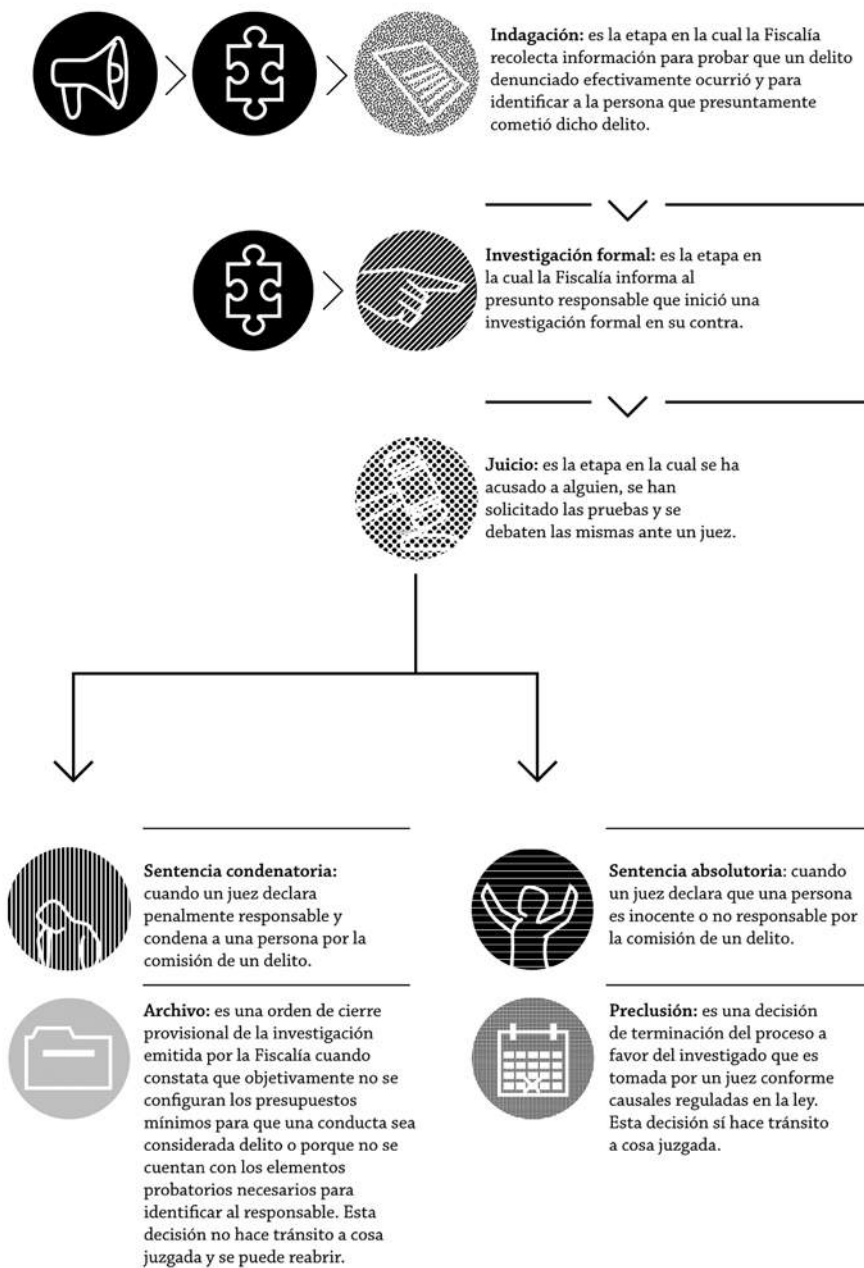 Indagación: es la etapa en la cual la Fiscalía
recolecta información para probar que un delito
denunciado efectivamente ocurrió y para
identificar a la persona que presuntamente
cometió dicho delito.
Investigación formal: es la etapa en
la cual la Fiscalía informa al
presunto responsable que inició una
investigación formal en su contra.
Juicio: es la etapa en la cual se ha
acusado a alguien, se han
solicitado las pruebas y se
debaten las mismas ante un juez.
Sentencia condenatoria:
cuando un juez declara
penalmente responsable y
condena a una persona por la
comisión de un delito.
Sentencia absolutoria: cuando
un juez declara que una persona
es inocente o no responsable por
la comisión de un delito.
Archivo: es una orden de cierre
provisional de la investigación
emitida por la Fiscalía cuando
constata que objetivamente no se
configuran los presupuestos
mínimos para que una conducta sea
considerada delito o porque no se
cuentan con los elementos
probatorios necesarios para
identificar al responsable. Esta
decisión no hace tránsito a cosa
juzgada y se puede reabrir.
Preclusión: es una decisión
de terminación del proceso a
favor del investigado que es
tomada por un juez conforme
causales reguladas en la ley.
Esta decisión sí hace tránsito
a cosa juzgada.